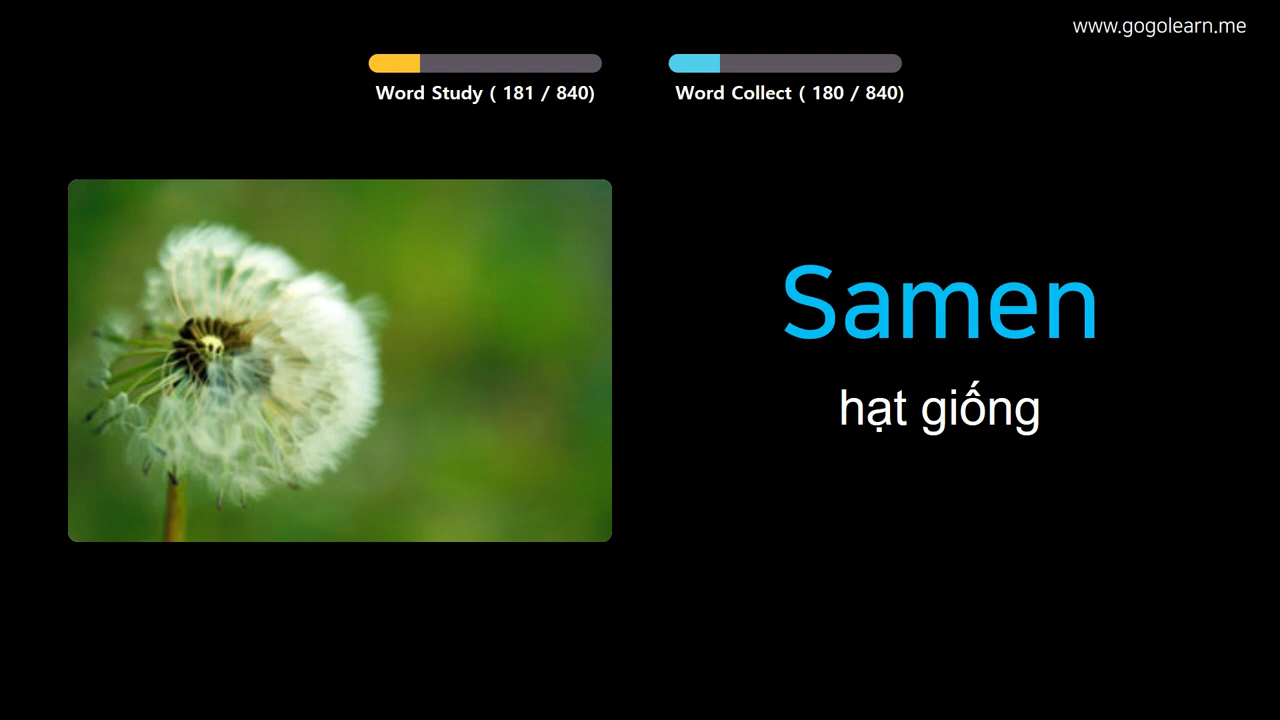 www.gogolearn.me
Word Study ( 181 / 840)
Word Collect ( 180 / 840)
Samen
hạt giống